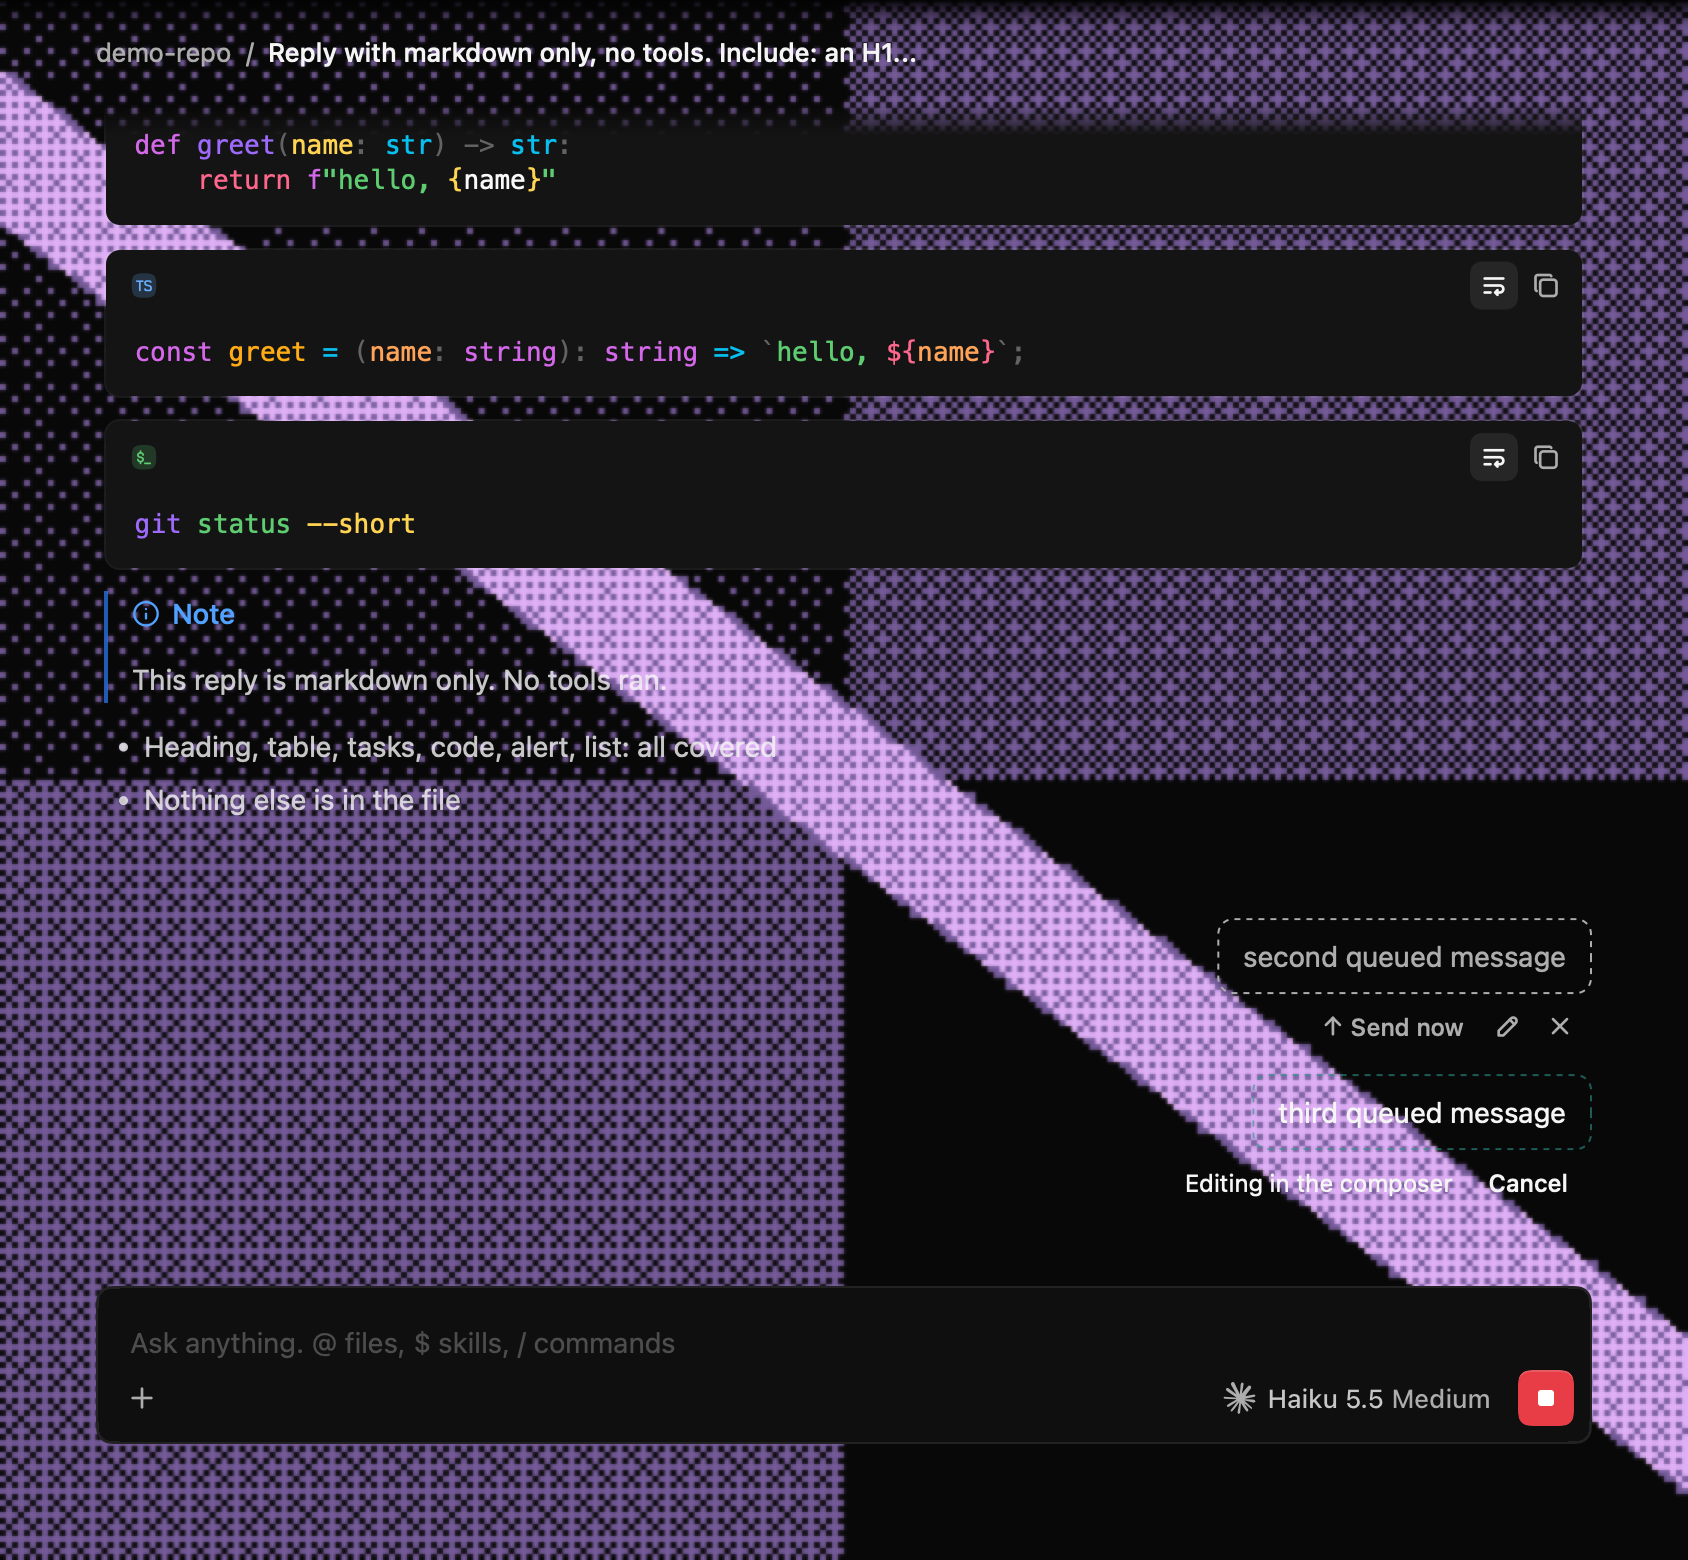 demo-repo / Reply with markdown only, no tools. Include: an H1...
def greet(name: str) -> str:
    return f"hello, {name}"
TS
const greet = (name: string): string => `hello, ${name}`;
$_
git status --short
Note
This reply is markdown only. No tools ran.
• Heading, table, tasks, code, alert, list: all covered
• Nothing else is in the file
second queued message
↑ Send now
third queued message
Editing in the composer Cancel
Ask anything. @ files, $ skills, / commands
Haiku 5.5 Medium